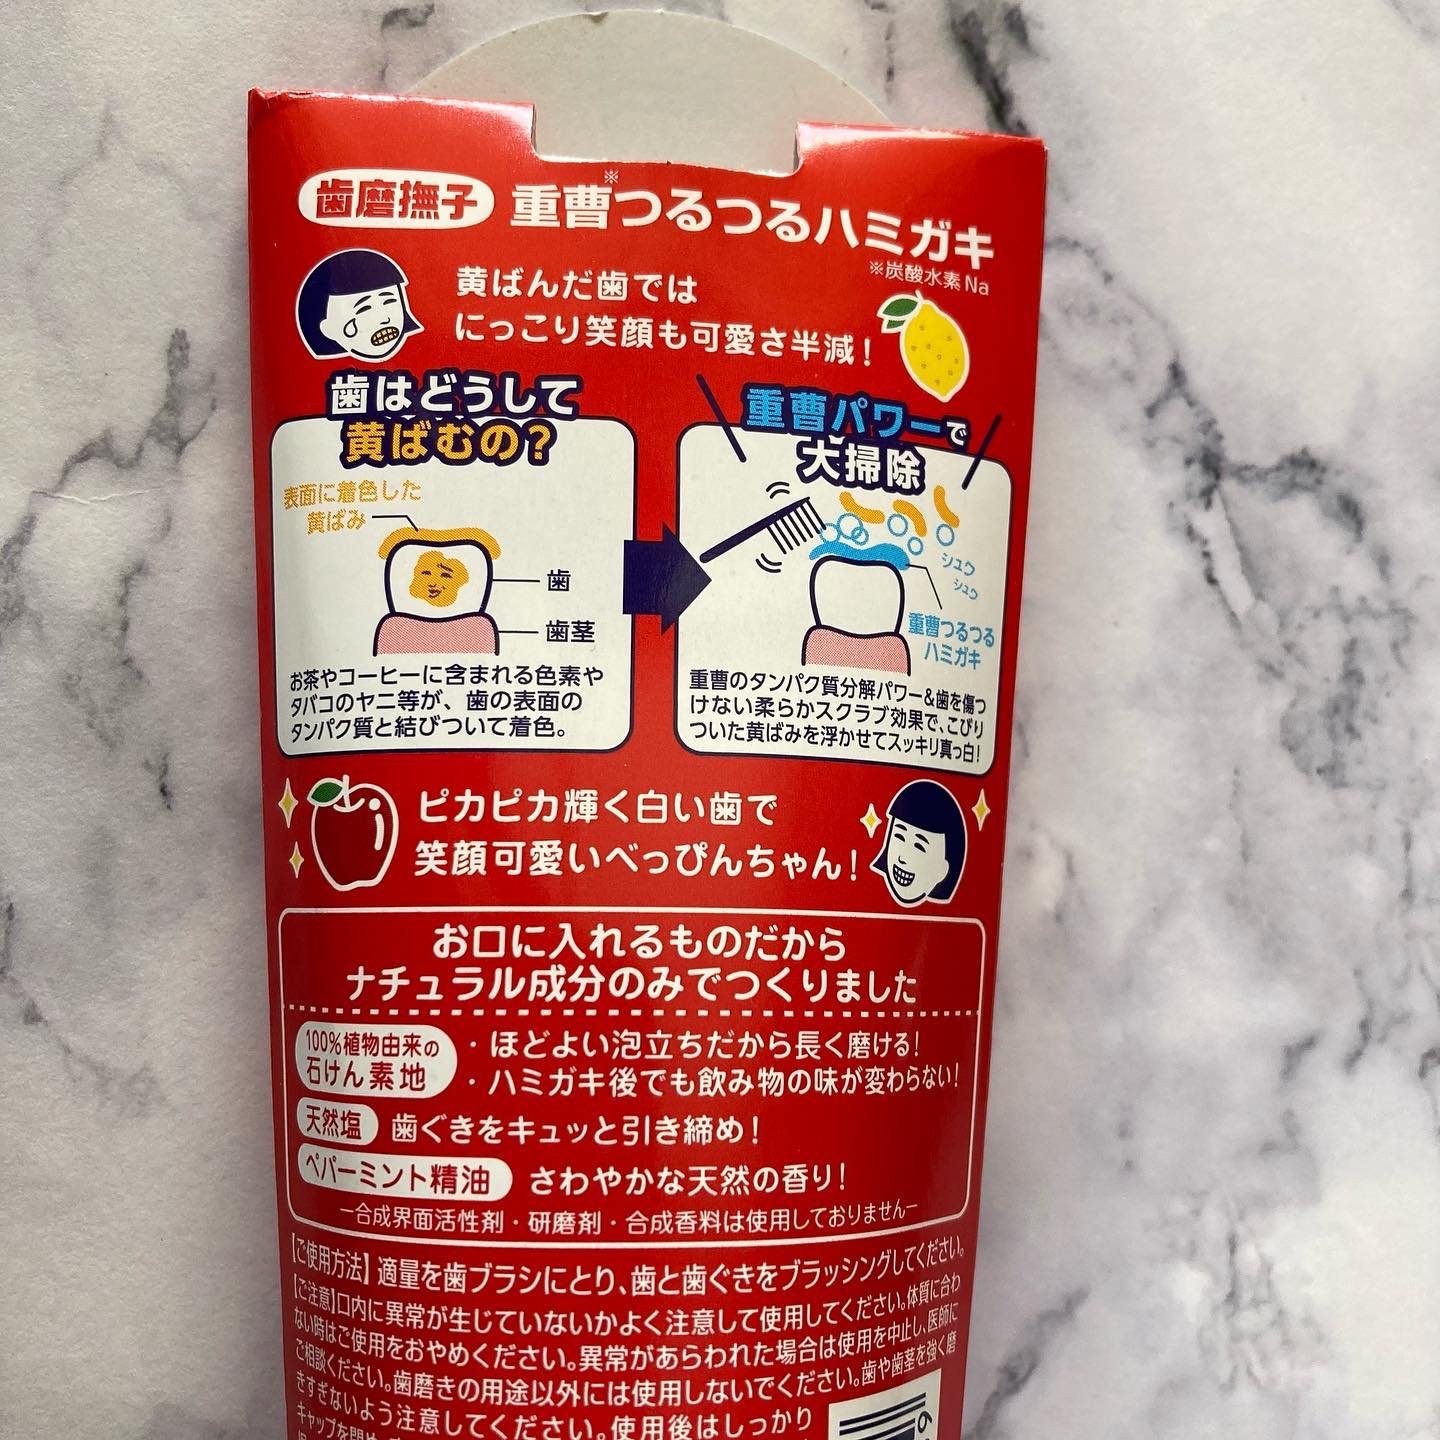 歯磨撫子 重曹※つるつるハミガキ
※炭酸水素Na
黄ばんだ歯では
にっこり笑顔も可愛さ半減!
歯はどうして
黄ばむの?
表面に着色した
黄ばみ
歯
歯茎
お茶やコーヒーに含まれる色素や
タバコのヤニ等が、歯の表面の
タンパク質と結びついて着色。
重曹パワーで
大掃除
シュワ
シュワ
重曹つるつる
ハミガキ
重曹のタンパク質分解パワー&歯を傷つ
けない柔らかスクラブ効果で、こびり
ついた黄ばみを浮かせてスッキリ真っ白!
ピカピカ輝く白い歯で
笑顔可愛いべっぴんちゃん!
お口に入れるものだから
ナチュラル成分のみでつくりました
100%植物由来の
石けん素地
・ほどよい泡立ちだから長く磨ける!
・ハミガキ後でも飲み物の味が変わらない!
天然塩 歯ぐきをキュッと引き締め!
ペパーミント精油 さわやかな天然の香り!
ー合成界面活性剤・研磨剤・合成香料は使用しておりませんー
【ご使用方法】適量を歯ブラシにとり、歯と歯ぐきをブラッシングしてください。
【ご注意】口内に異常が生じていないかよく注意して使用してください。体質に合わ
ない時はご使用をおやめください。異常があらわれた場合は使用を中止し、医師に
ご相談ください。歯磨きの用途以外には使用しないでください。歯や歯茎を強く磨
きすぎないよう注意してください。使用後はしっかり
キャップを閉め